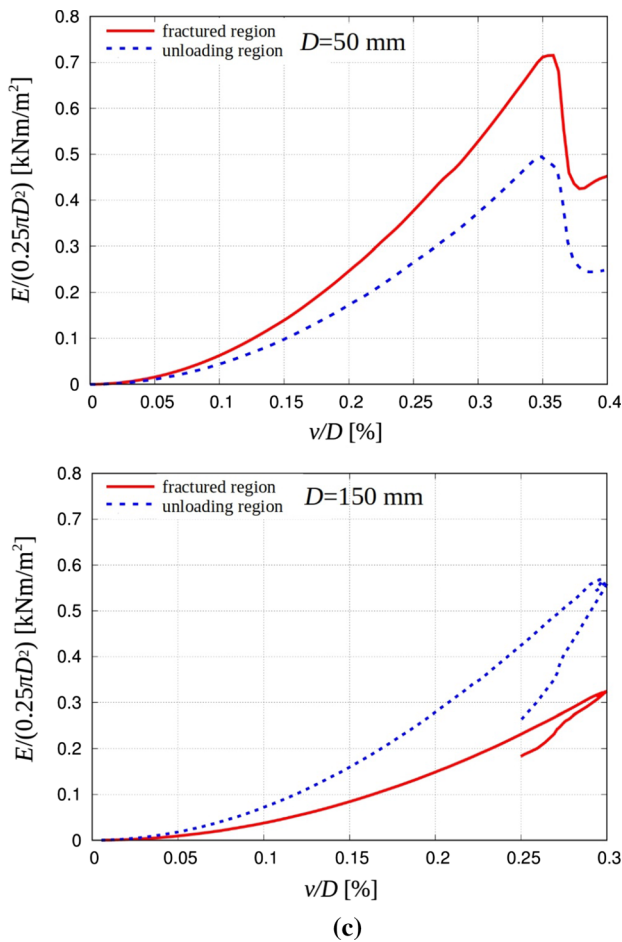 0.8
0.7
0.6
0.5
0.4
0.3
0.2
0.1
0
E/(0.25πD²) [kNm/m²]
fractured region
unloading region
D=50 mm
0 0.05 0.1 0.15 0.2 0.25 0.3 0.35 0.4
v/D [%]
0.8
0.7
0.6
0.5
0.4
0.3
0.2
0.1
0
E/(0.25πD²) [kNm/m²]
fractured region
unloading region
D=150 mm
0 0.05 0.1 0.15 0.2 0.25 0.3
v/D [%]
(c)